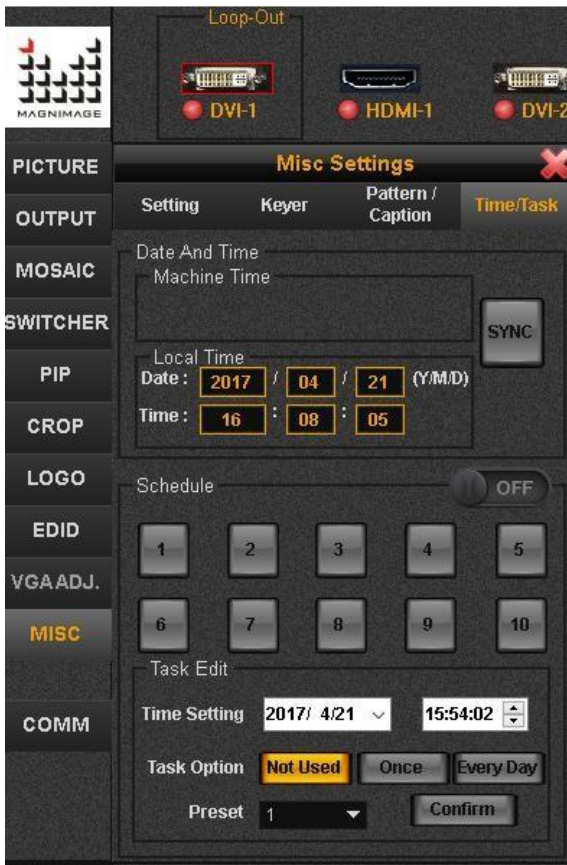 Loop-Out
MAGNIMAGE
DVI-1
HDMI-1
DVI-2
PICTURE
OUTPUT
MOSAIC
SWITCHER
PIP
CROP
LOGO
EDID
VGA ADJ.
MISC
COMM
Misc Settings
Setting
Keyer
Pattern /
Caption
Time/Task
Date And Time
Machine Time
SYNC
Local Time
Date : 2017 / 04 / 21 (Y/M/D)
Time : 16 : 08 : 05
Schedule
OFF
1 2 3 4 5
6 7 8 9 10
Task Edit
Time Setting 2017/ 4/21 15:54:02
Task Option Not Used Once Every Day
Preset 1 Confirm